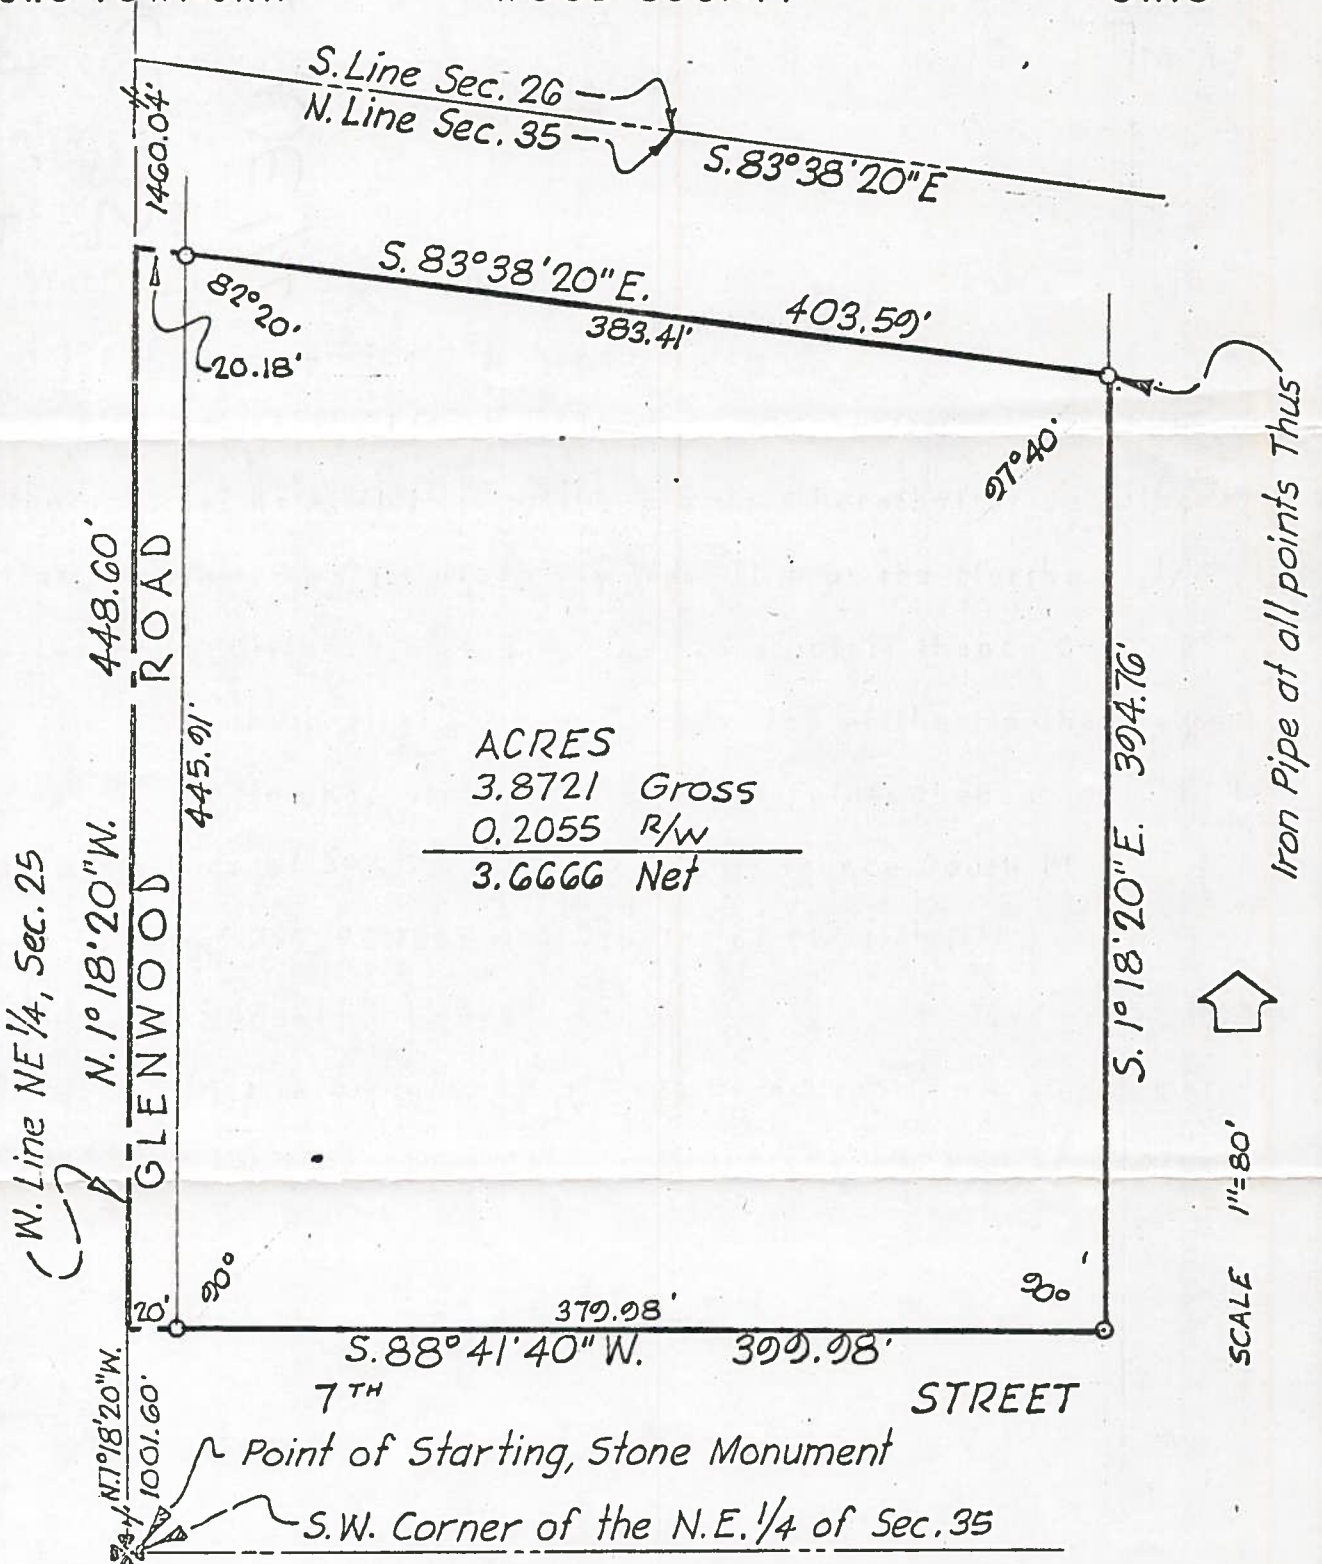 S. Line Sec. 26
N. Line Sec. 35
S. 83°38'20"E
1460.04'
S. 83°38'20"E.
403.59'
383.41'
82°20'
20.18'
97°40'
Iron Pipe at all points Thus
448.60'
N. 1°18'20"W.
GLENWOOD ROAD
445.91'
W. Line NE 1/4, Sec. 25
ACRES
3.8721 Gross
0.2055 R/W
3.6666 Net
S. 1°18'20"E. 394.76'
SCALE 1"=80'
20'
90°
90°
379.98'
S. 88°41'40"W. 399.98'
7TH STREET
N. 1°18'20"W.
1001.60'
Point of Starting, Stone Monument
S.W. Corner of the N.E. 1/4 of Sec. 35